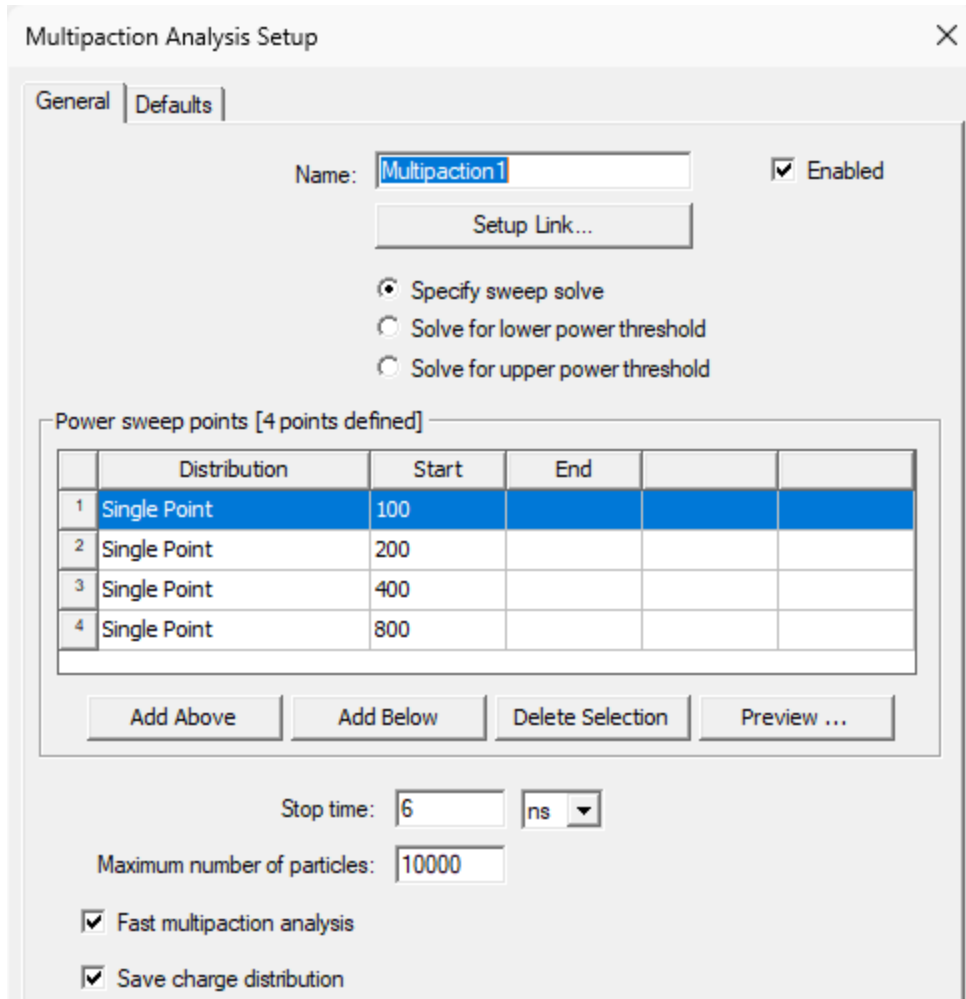 Multipaction Analysis Setup
General Defaults
Name: Multipaction1 Enabled
Setup Link...
Specify sweep solve
Solve for lower power threshold
Solve for upper power threshold
Power sweep points [4 points defined]
Distribution Start End
1 Single Point 100
2 Single Point 200
3 Single Point 400
4 Single Point 800
Add Above Add Below Delete Selection Preview ...
Stop time: 6 ns
Maximum number of particles: 10000
Fast multipaction analysis
Save charge distribution